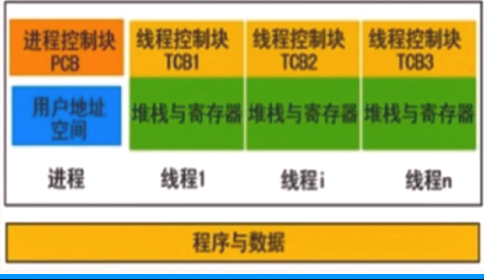 进程控制块 线程控制块 线程控制块 线程控制块
PCB TCB1 TCB2 TCB3
用户地址
空间
堆栈与寄存器 堆栈与寄存器 堆栈与寄存器
进程 线程1 线程i 线程n
程序与数据